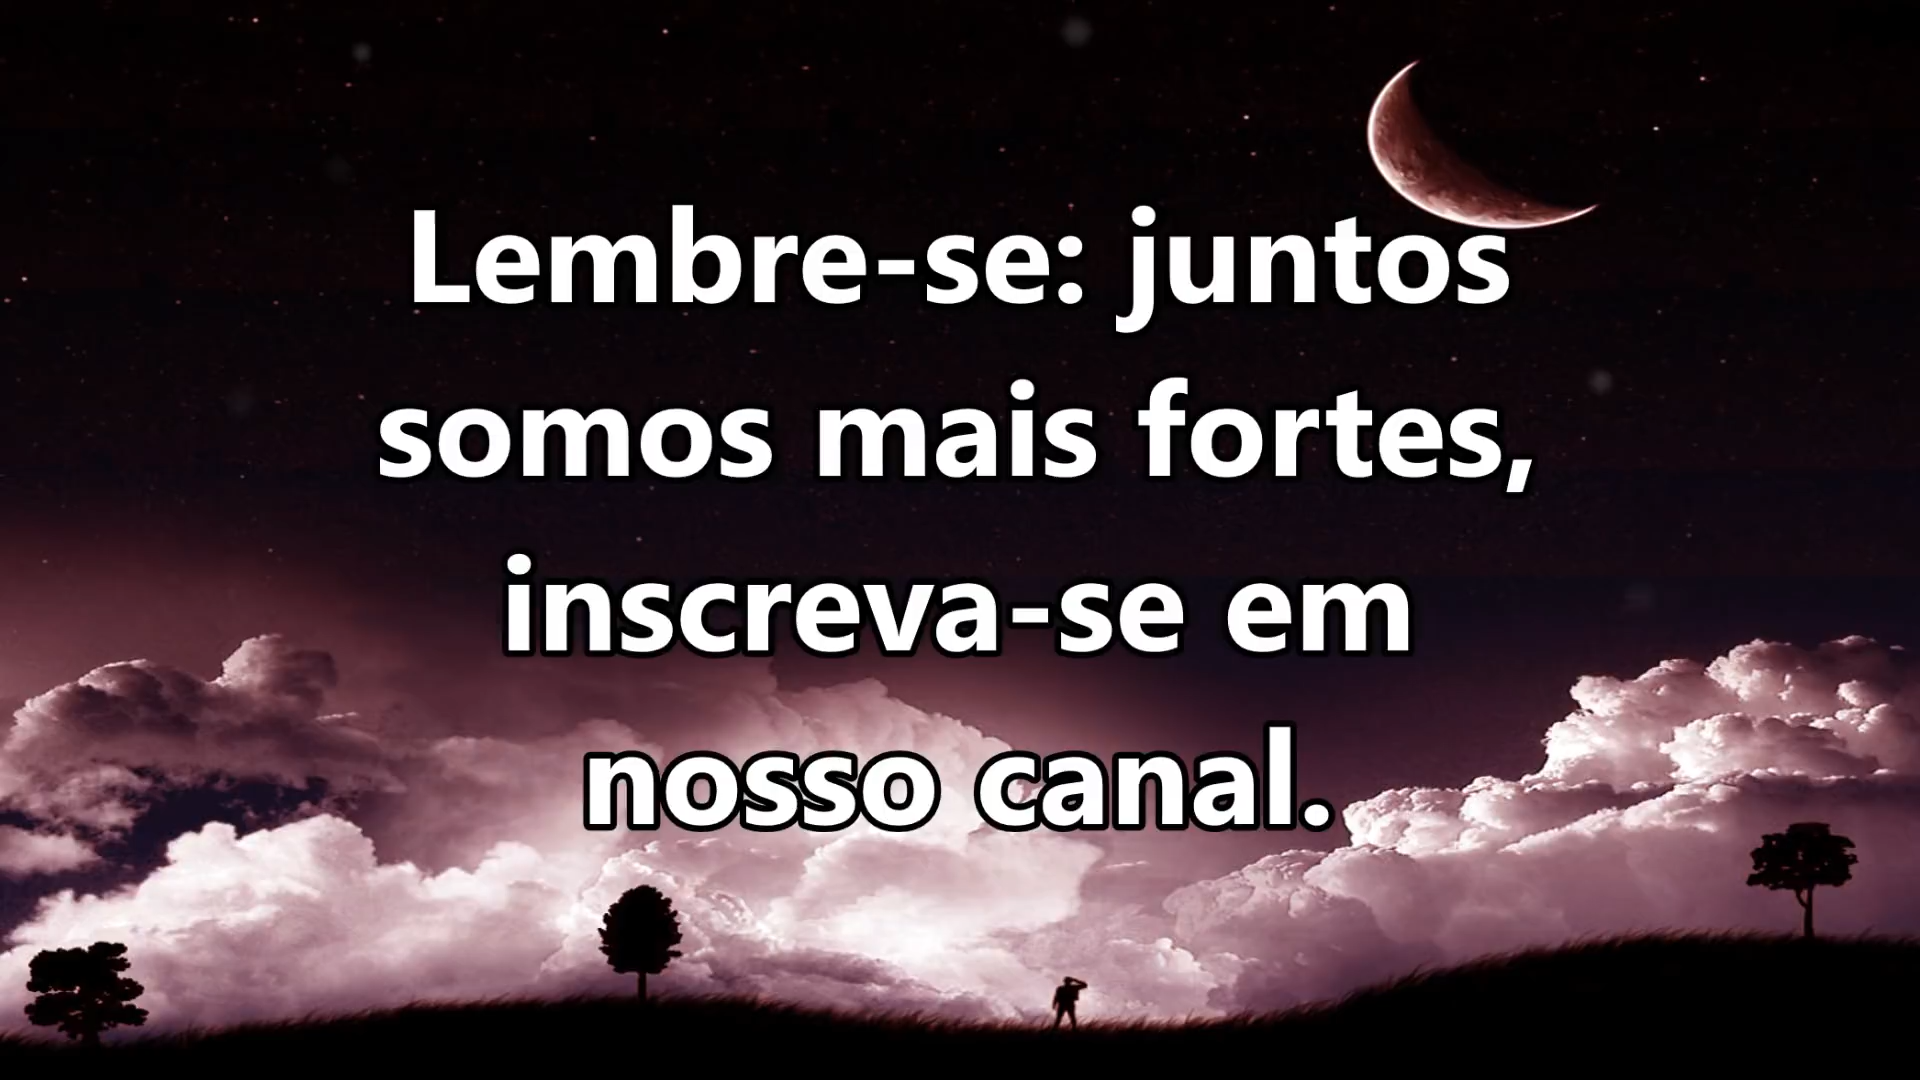 Lembre-se: juntos
somos mais fortes,
inscreva-se em
nosso canal.